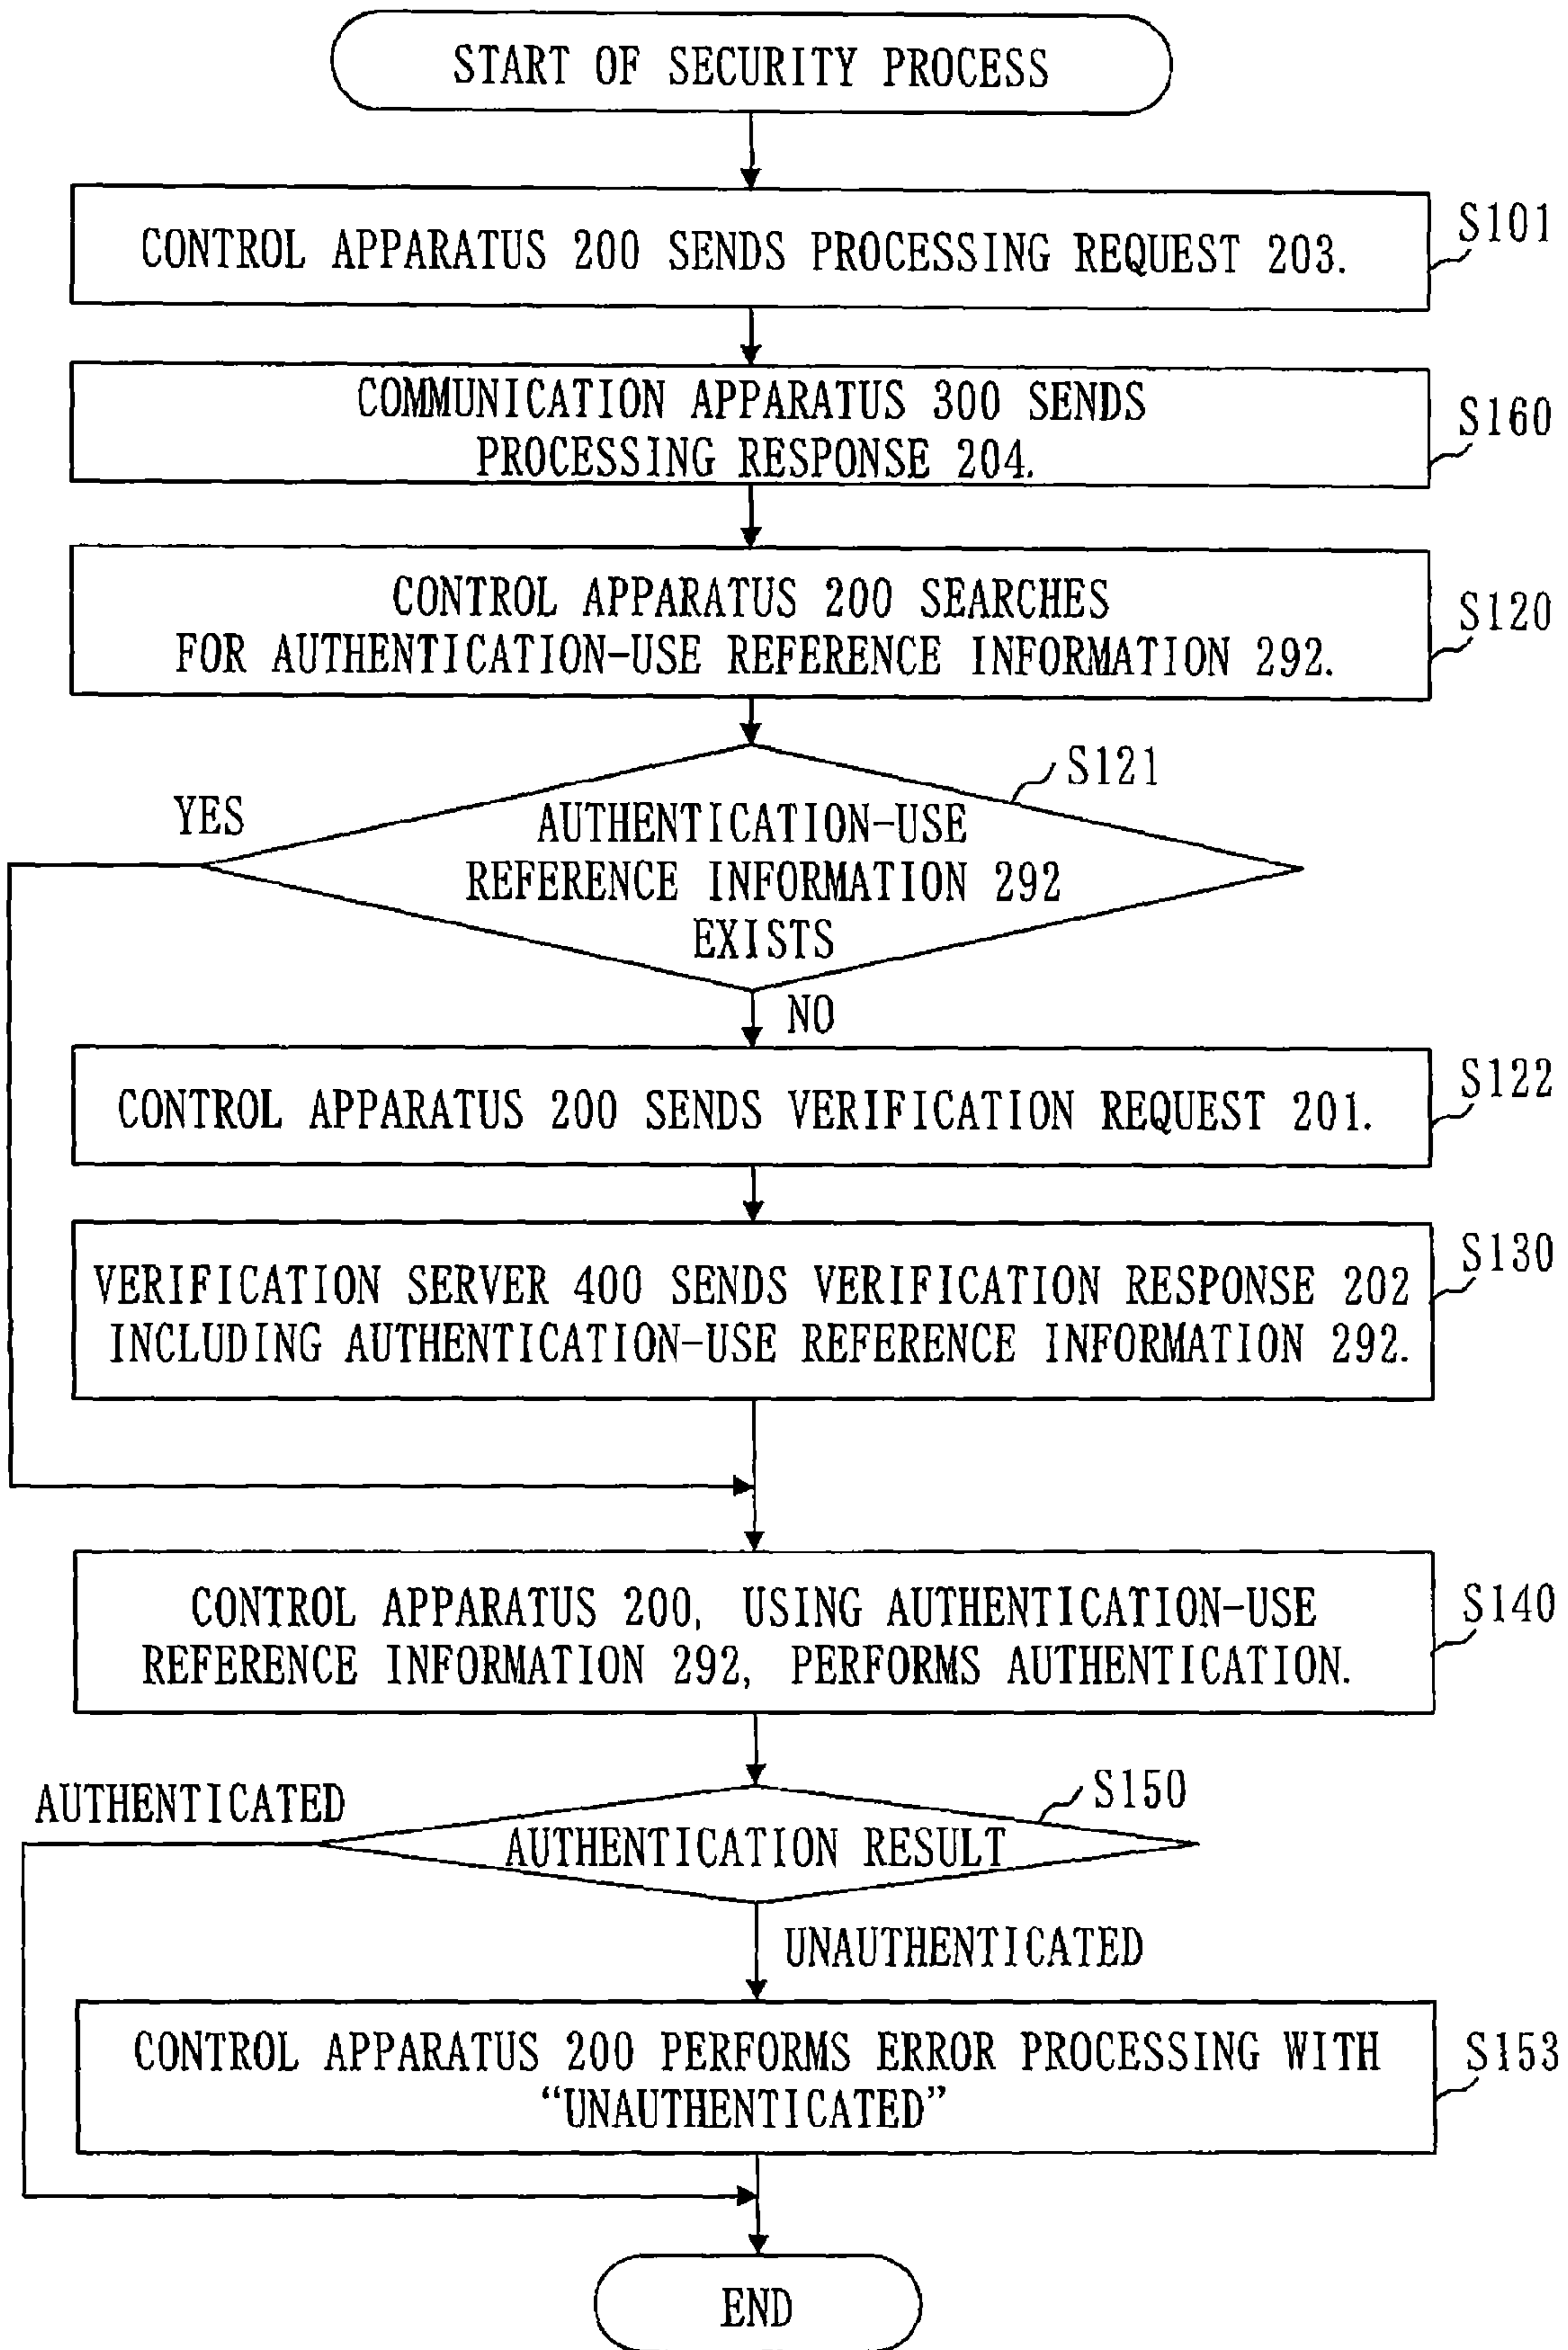 START OF SECURITY PROCESS
CONTROL APPARATUS 200 SENDS PROCESSING REQUEST 203.
S101
COMMUNICATION APPARATUS 300 SENDS
PROCESSING RESPONSE 204.
S160
CONTROL APPARATUS 200 SEARCHES
FOR AUTHENTICATION-USE REFERENCE INFORMATION 292.
S120
S121
YES
AUTHENTICATION-USE
REFERENCE INFORMATION 292
EXISTS
NO
CONTROL APPARATUS 200 SENDS VERIFICATION REQUEST 201.
S122
VERIFICATION SERVER 400 SENDS VERIFICATION RESPONSE 202
INCLUDING AUTHENTICATION-USE REFERENCE INFORMATION 292.
S130
CONTROL APPARATUS 200, USING AUTHENTICATION-USE
REFERENCE INFORMATION 292, PERFORMS AUTHENTICATION.
S140
AUTHENTICATED
S150
AUTHENTICATION RESULT
UNAUTHENTICATED
CONTROL APPARATUS 200 PERFORMS ERROR PROCESSING WITH
“UNAUTHENTICATED”
S153
END